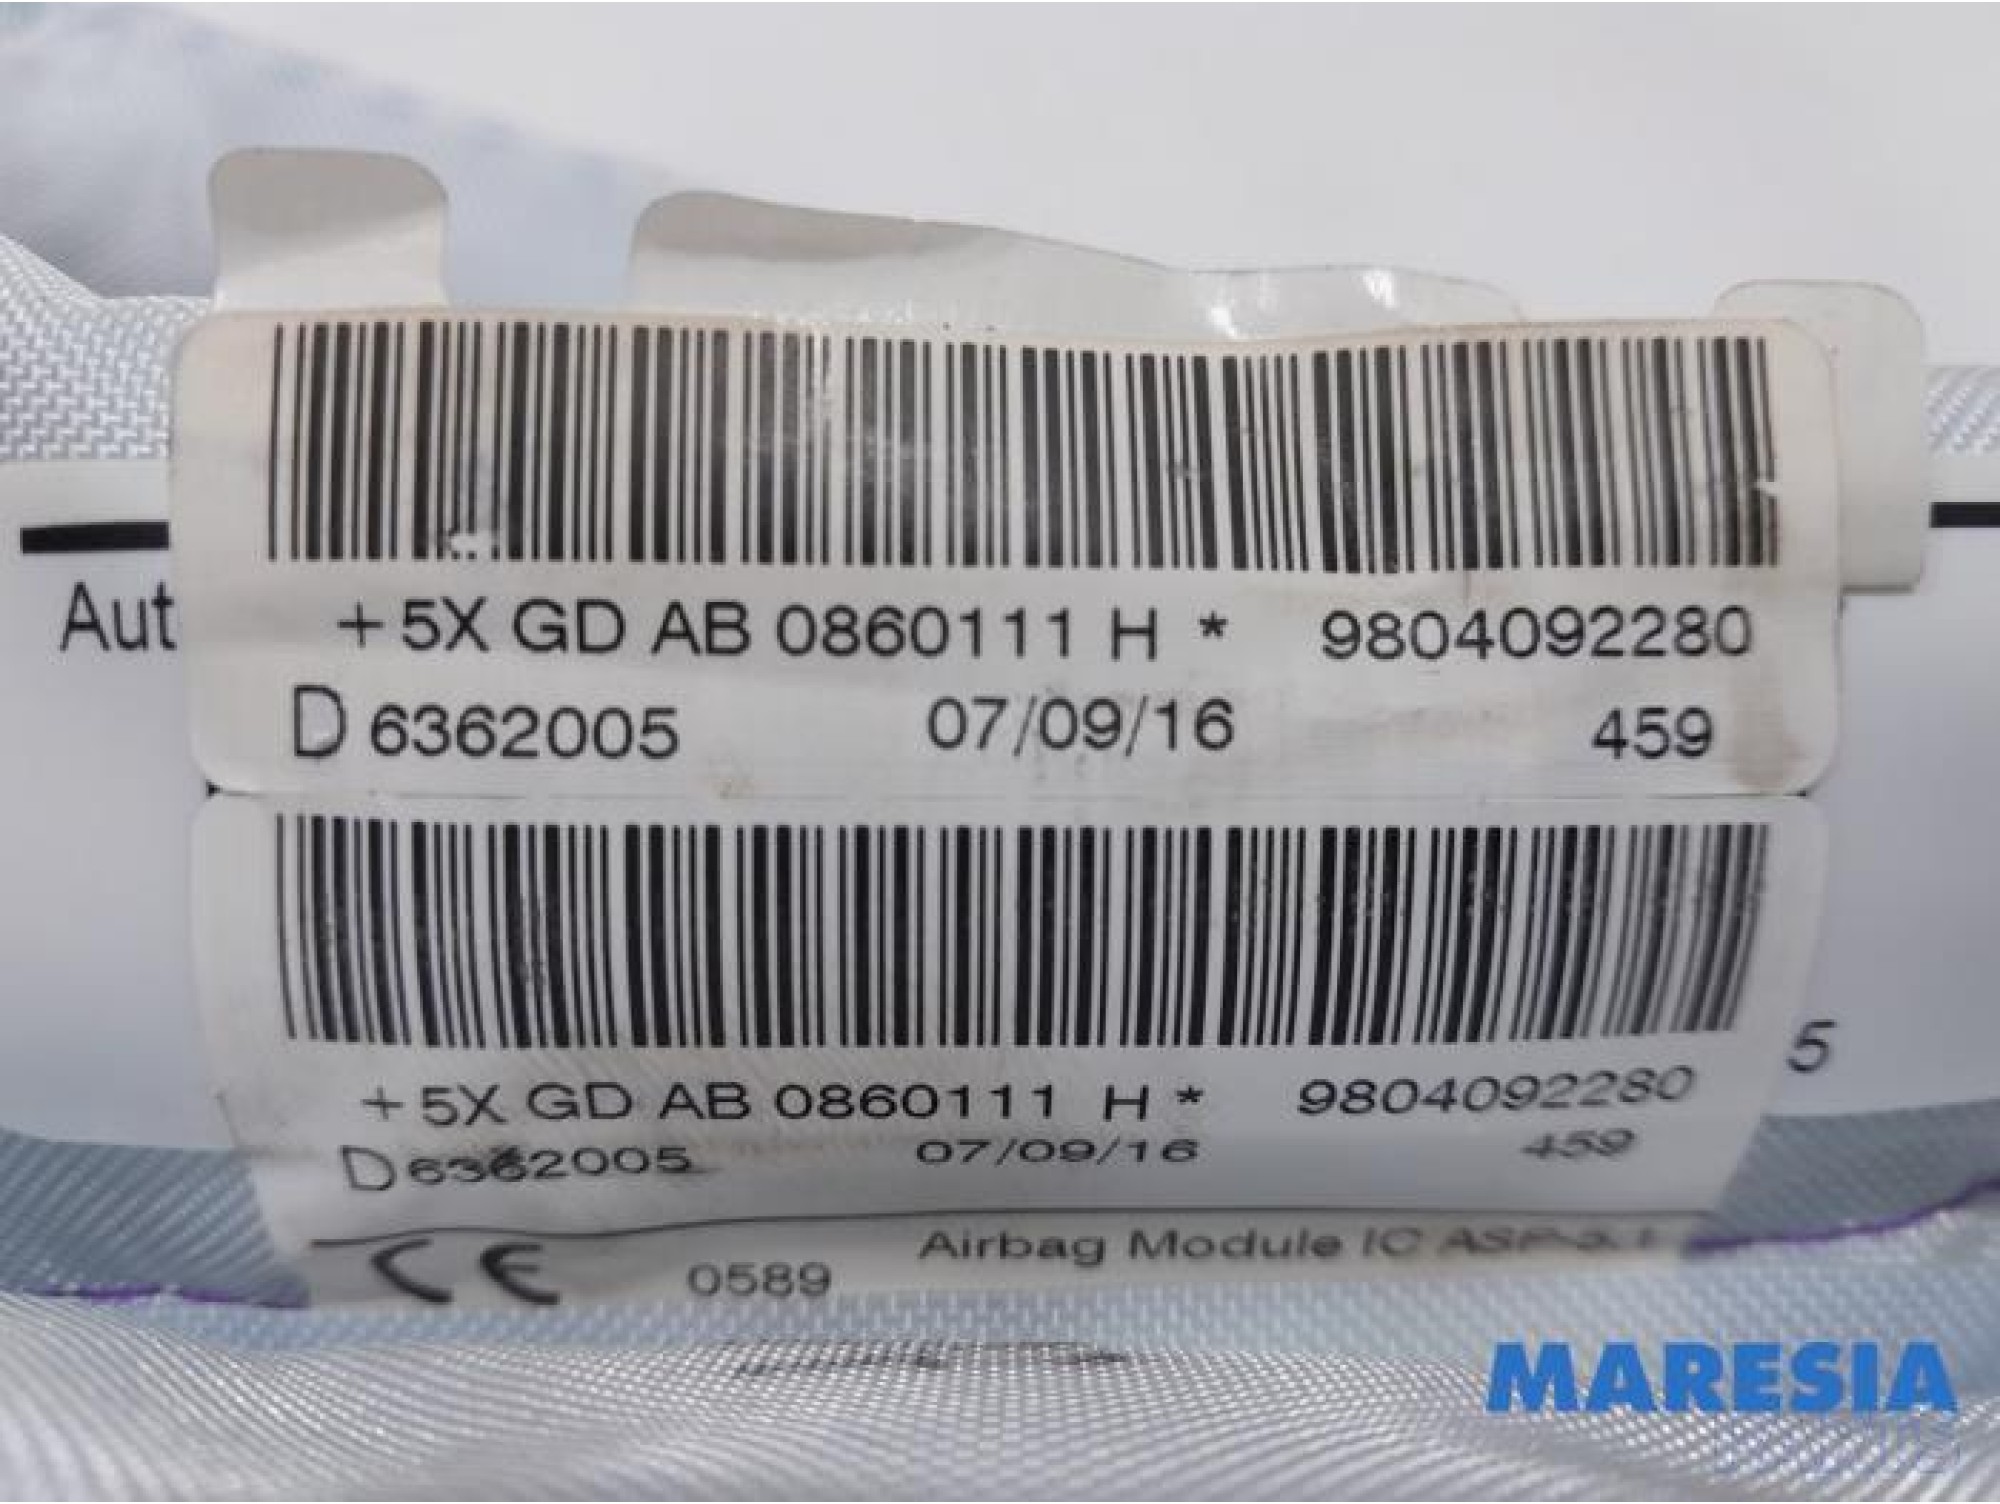 Aut
+5X GD AB 0860111 H * 9804092280
D 6362005 07/09/16 459
+5X GD AB 0860111 H * 9804092280
5
D 6362005 07/09/16 459
Airbag Module IC
CE 0589
MARESIA